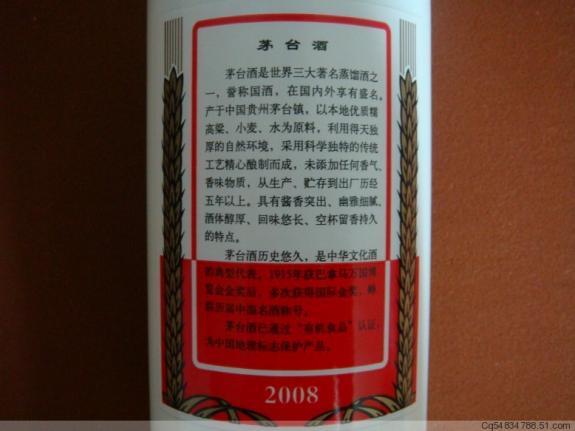 茅台酒
茅台酒是世界三大著名蒸馏酒之
一，誉称国酒，在国内外享有盛名。
产于中国贵州茅台镇，以本地优质糯
高粱、小麦、水为原料，利用得天独
厚的自然环境，采用科学独特的传统
工艺精心酿制而成，未添加任何香气、
香味物质，从生产、贮存到出厂历经
五年以上。具有酱香突出、幽雅细腻、
酒体醇厚、回味悠长、空杯留香持久
的特点。
茅台酒历史悠久，是中华文化酒
的典型代表。1915年获巴拿马万国博
览会金奖后，多次获得国际金奖，蝉
联历届中国名酒称号。
茅台酒已通过“有机食品”认证，
为中国地理标志保护产品。
2008
Cq54834788.51.com